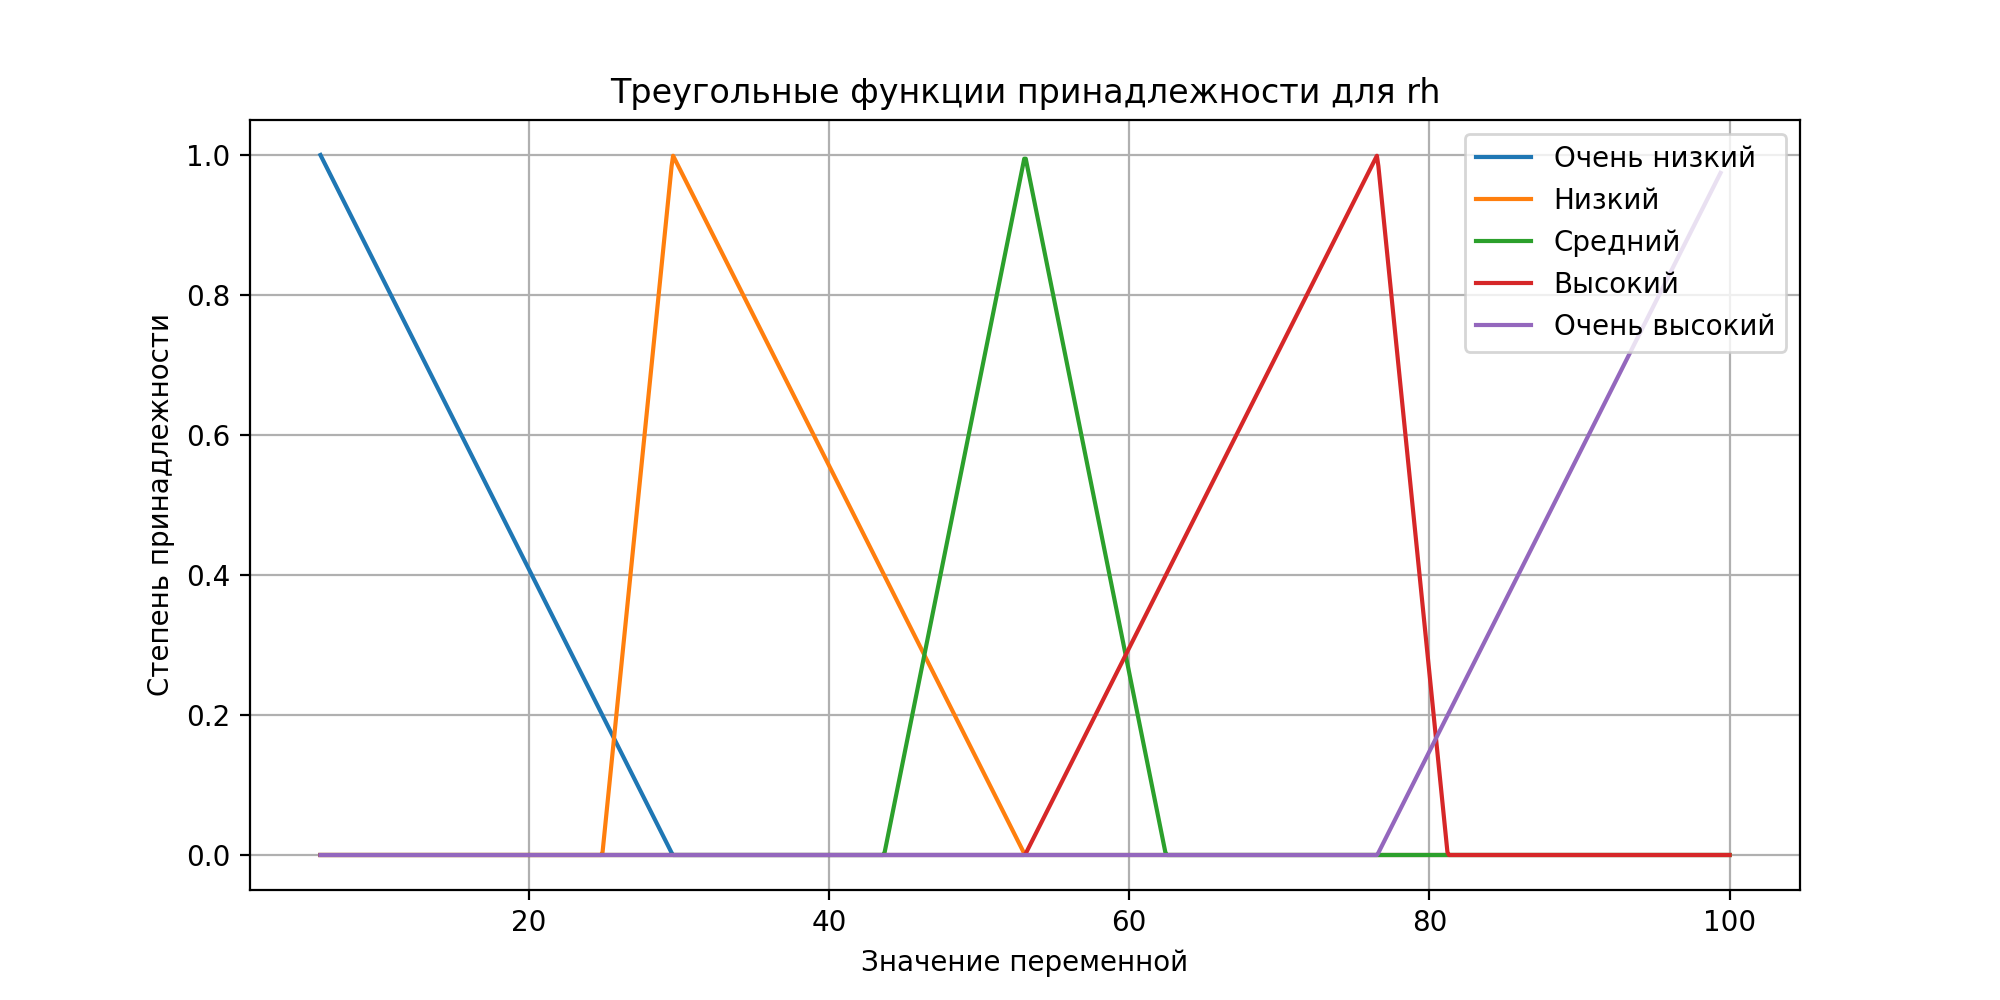 Треугольные функции принадлежности для rh
Степень принадлежности
1.0
0.8
0.6
0.4
0.2
0.0
Очень низкий
Низкий
Средний
Высокий
Очень высокий
20 40 60 80 100
Значение переменной